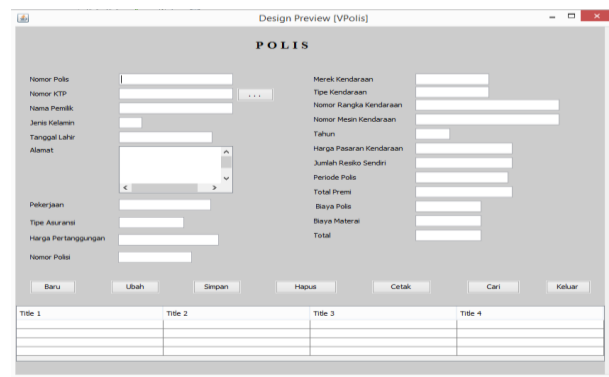 Design Preview [VPolis]
POLIS
Nomor Polis
Nomor KTP
...
Nama Pemilik
Jenis Kelamin
Tanggal Lahir
Alamat
Pekerjaan
Tipe Asuransi
Harga Pertanggungan
Nomor Polisi
Merek Kendaraan
Tipe Kendaraan
Nomor Rangka Kendaraan
Nomor Mesin Kendaraan
Tahun
Harga Pasaran Kendaraan
Jumlah Resiko Sendiri
Periode Polis
Total Premi
Biaya Polis
Biaya Materai
Total
Baru Ubah Simpan Hapus Cetak Cari Keluar
Title 1 Title 2 Title 3 Title 4